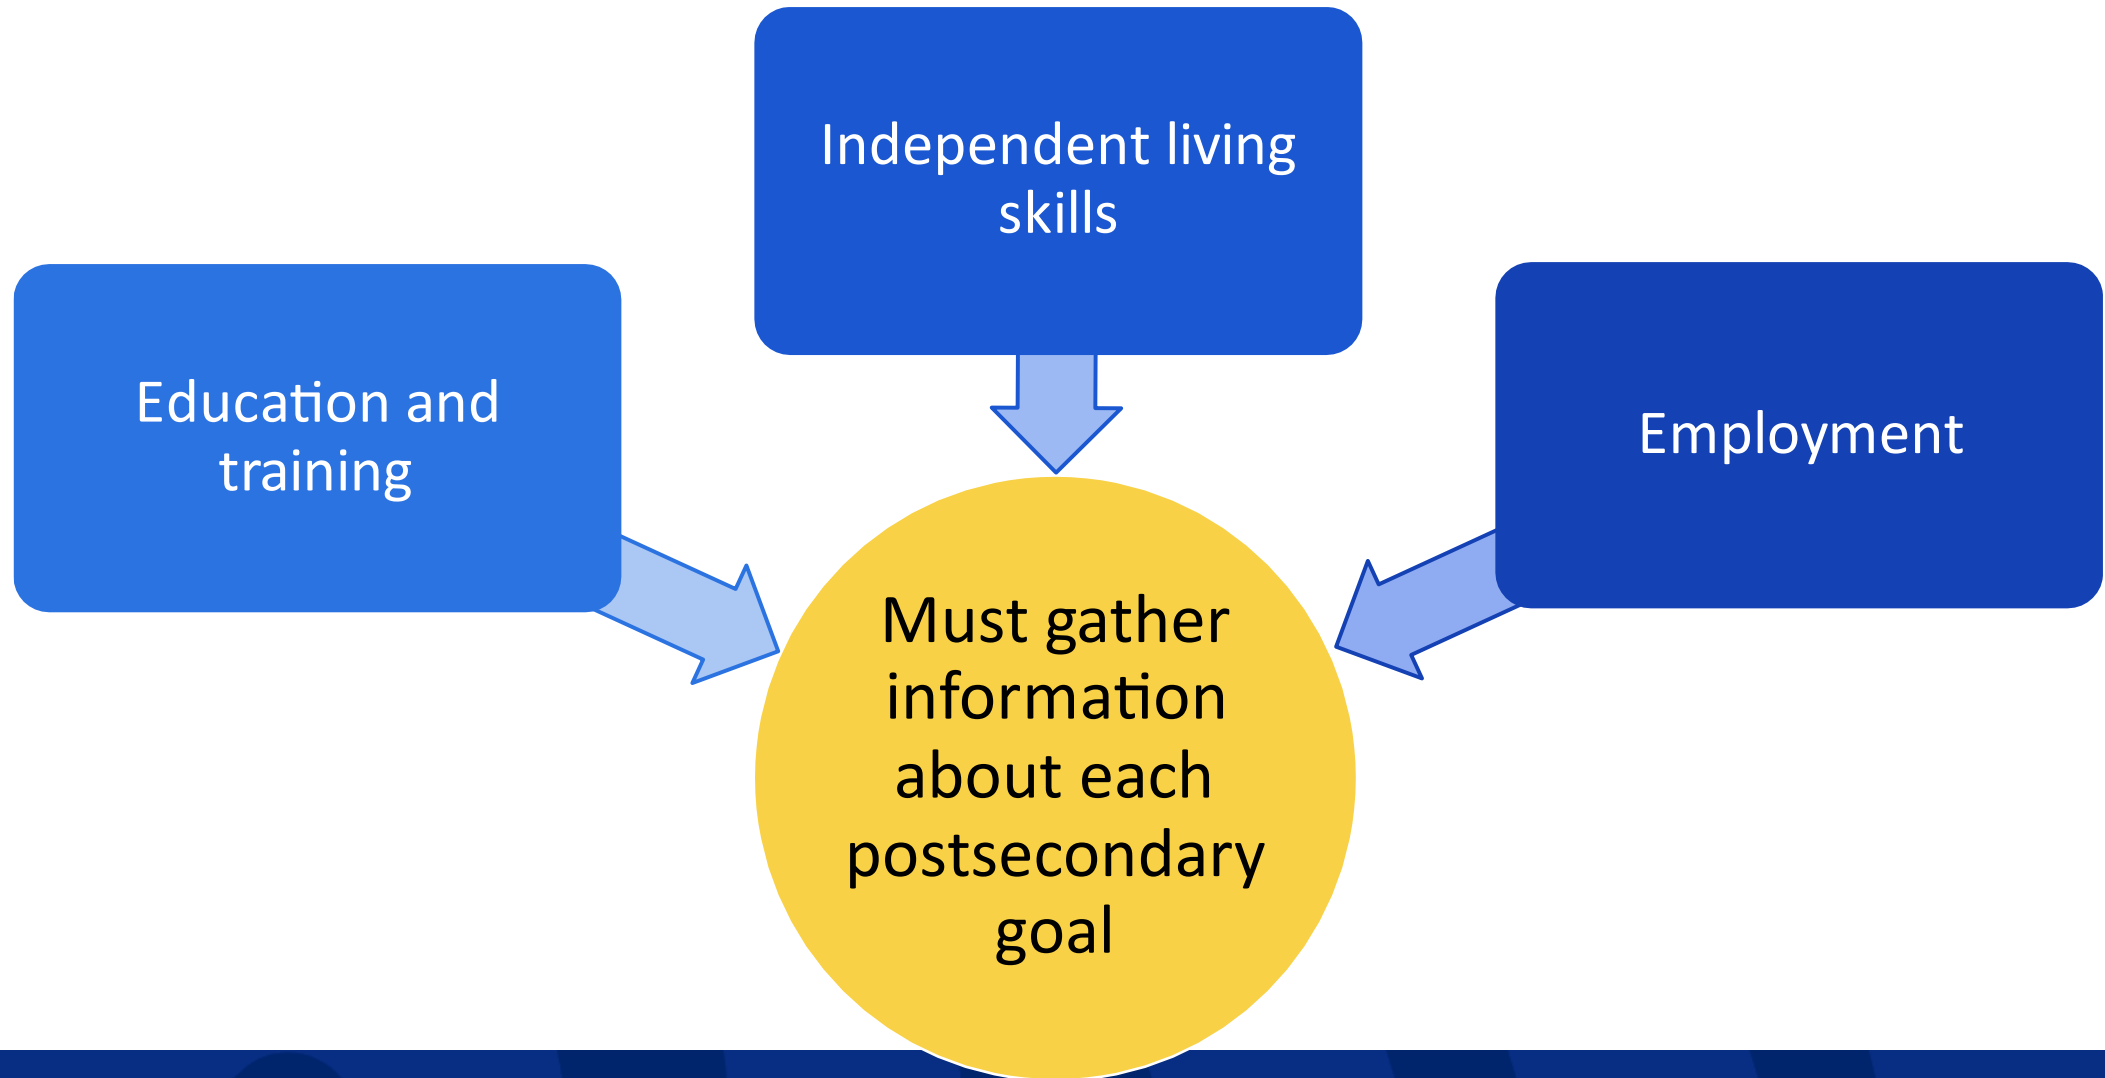 Independent living
skills
Education and
training
Employment
Must gather
information
about each
postsecondary
goal